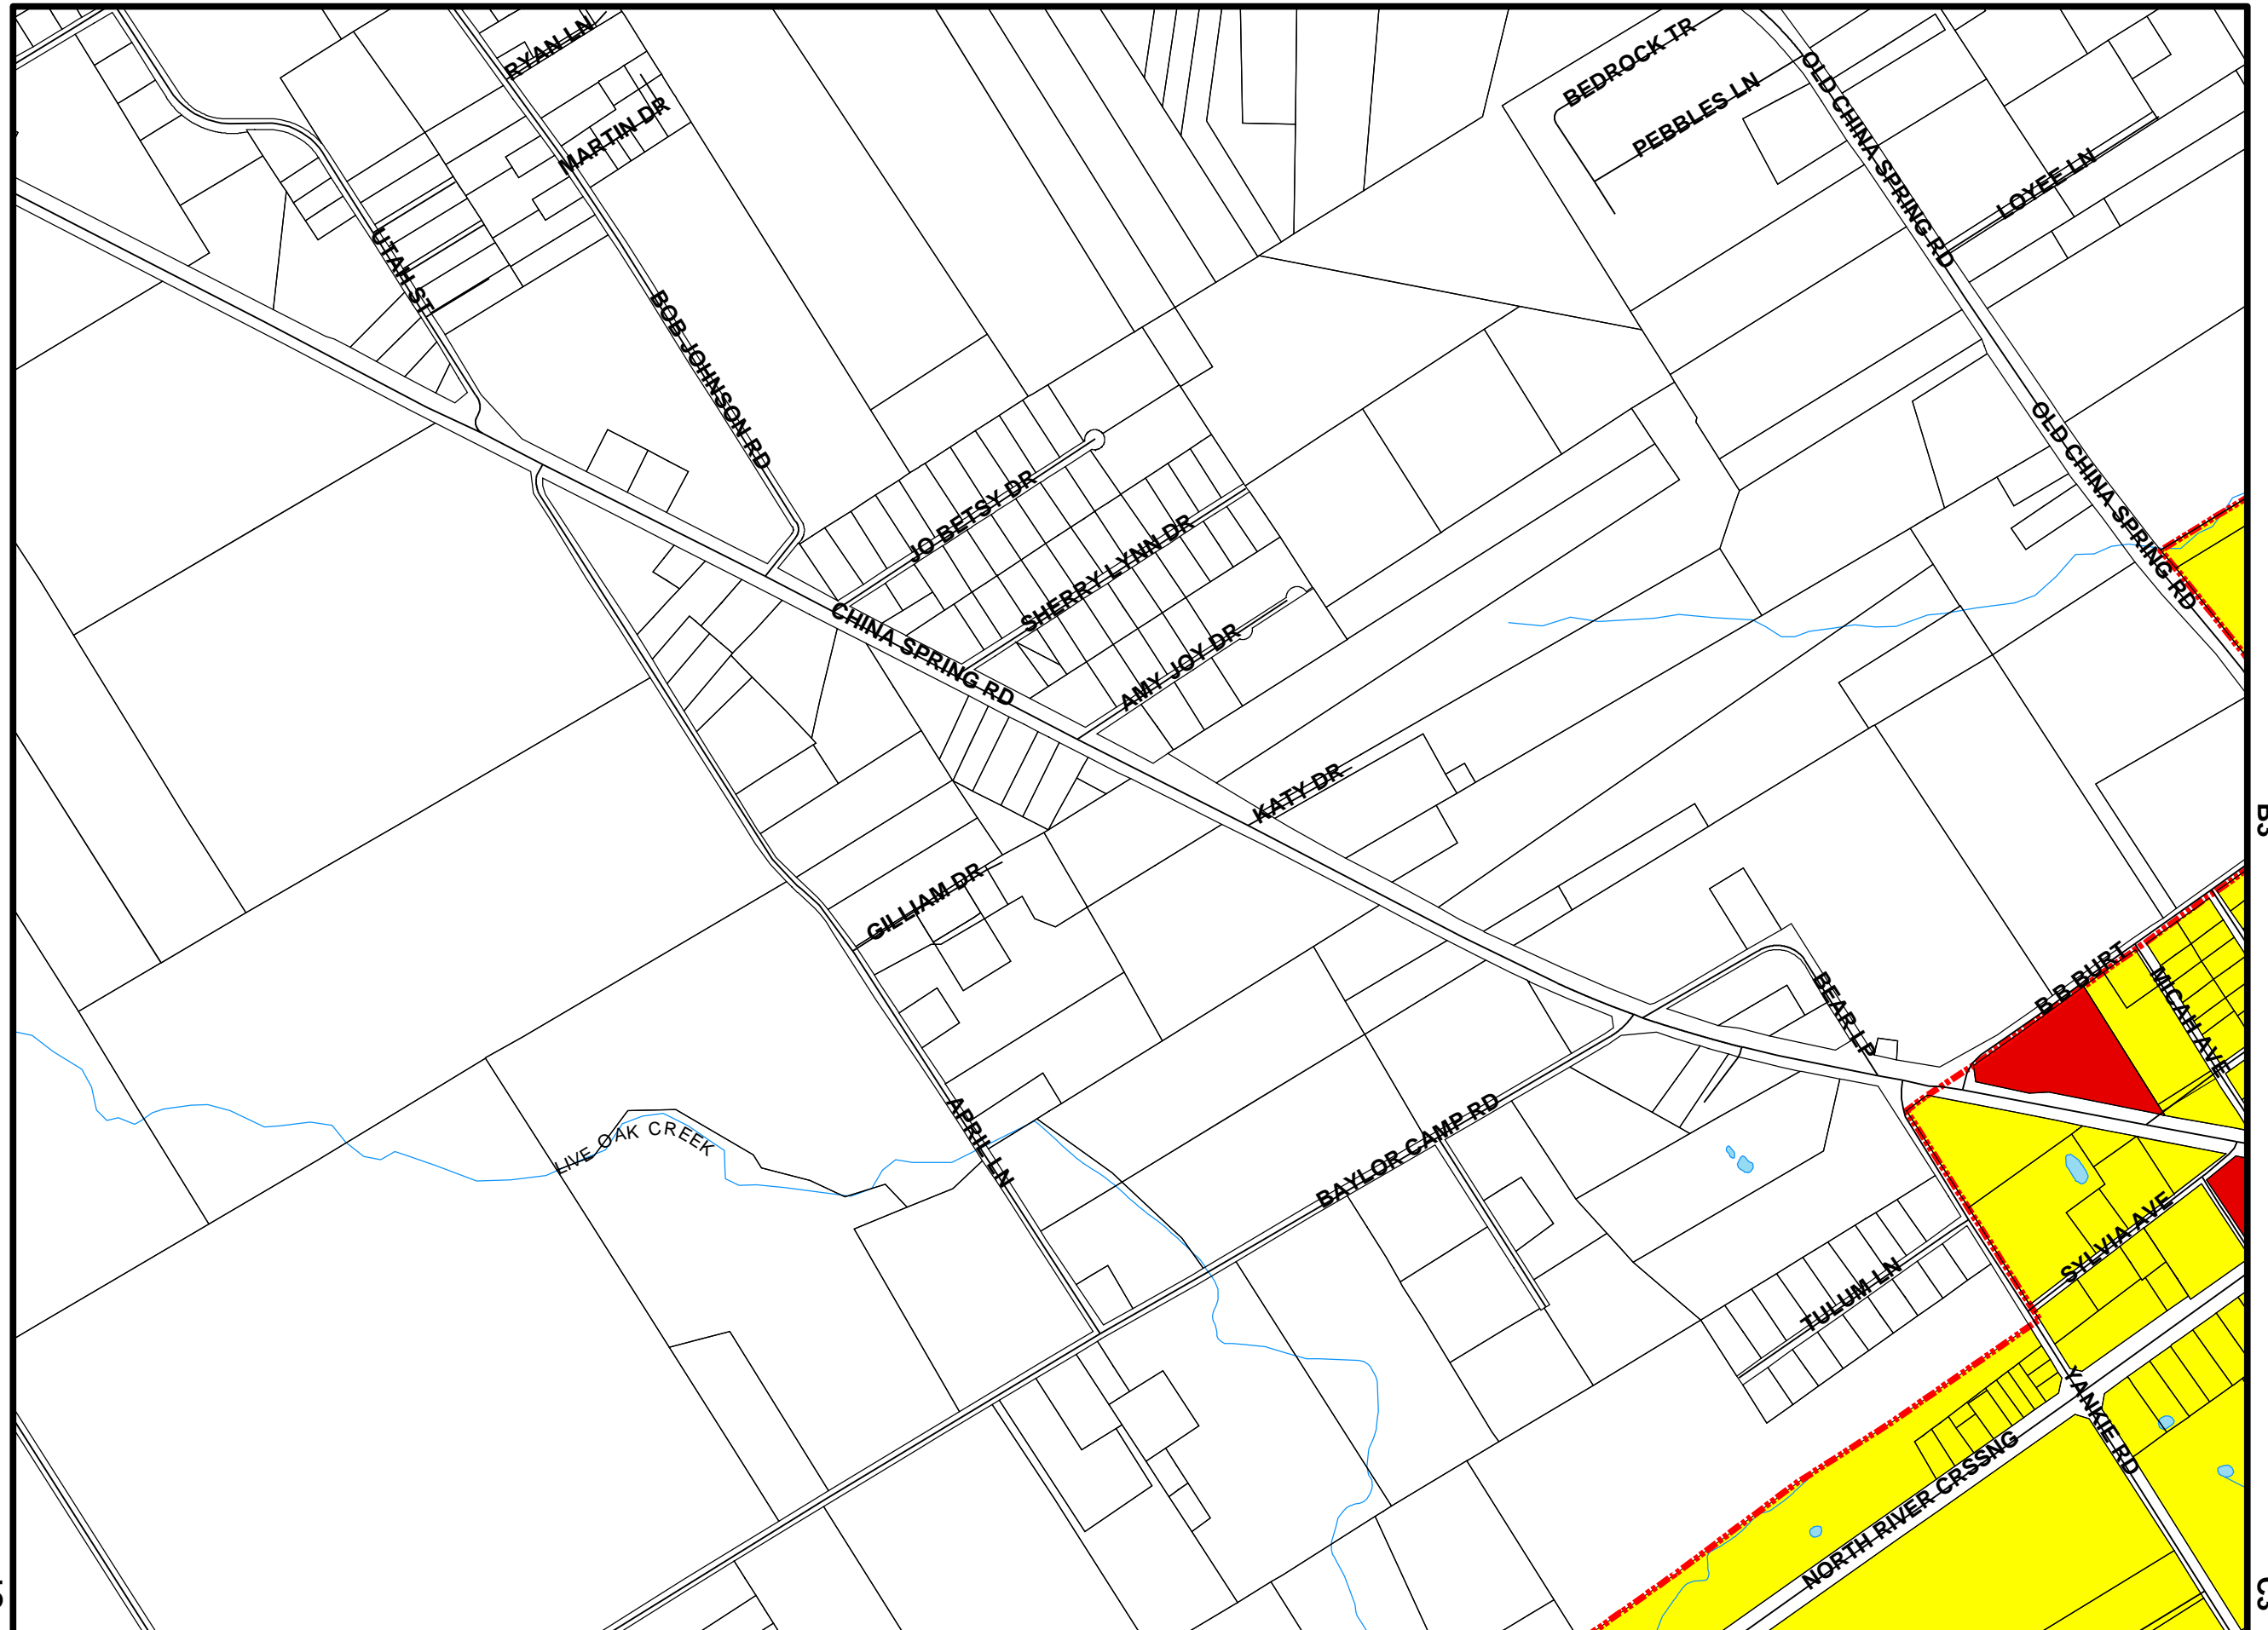 RYAN LN
MARTIN DR
BEDROCK TR
PEBBLES LN
OLD CHINA SPRING RD
LOYEE LN
UTAH ST
BOB JOHNSON RD
OLD CHINA SPRING RD
JO BETSY DR
SHERRY LYNN DR
CHINA SPRING RD
AMY JOY DR
KATY DR
B3
GILLIAM DR
B B BURT
MICAH AVE
BEAR LP
LIVE OAK CREEK
APRIL LN
BAYLOR CAMP RD
SYLVIA AVE
TULUM LN
YANKIE RD
NORTH RIVER CRSSNG
C3